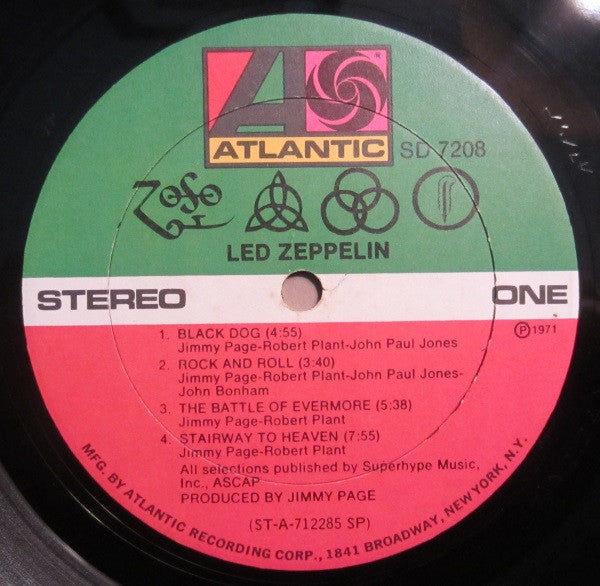 ATLANTIC
SD 7208
LED ZEPPELIN
STEREO
ONE
℗ 1971
1. BLACK DOG (4:55)
Jimmy Page-Robert Plant-John Paul Jones
2. ROCK AND ROLL (3:40)
Jimmy Page-Robert Plant-John Paul Jones-
John Bonham
3. THE BATTLE OF EVERMORE (5:38)
Jimmy Page-Robert Plant
4. STAIRWAY TO HEAVEN (7:55)
Jimmy Page-Robert Plant
All selections published by Superhype Music,
Inc., ASCAP
PRODUCED BY JIMMY PAGE
(ST-A-712285 SP)
MFG. BY ATLANTIC RECORDING CORP., 1841 BROADWAY, NEW YORK, N.Y.